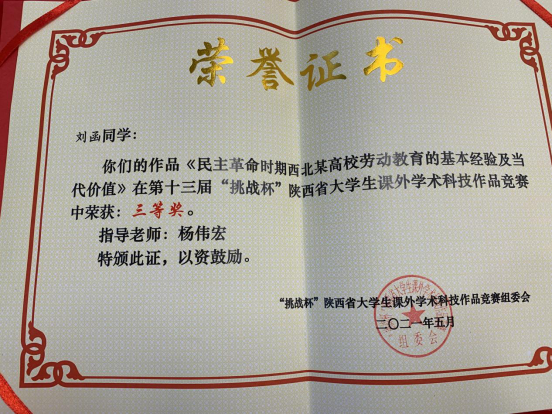 荣誉证书
刘函同学：
你们的作品《民主革命时期西北某高校劳动教育的基本经验及当
代价值》在第十三届“挑战杯”陕西省大学生课外学术科技作品竞赛
中荣获：三等奖。
指导老师：杨伟宏
特颁此证，以资鼓励。
“挑战杯”陕西省大学生课外学术科技作品竞赛组委会
二〇二一年五月
组委会